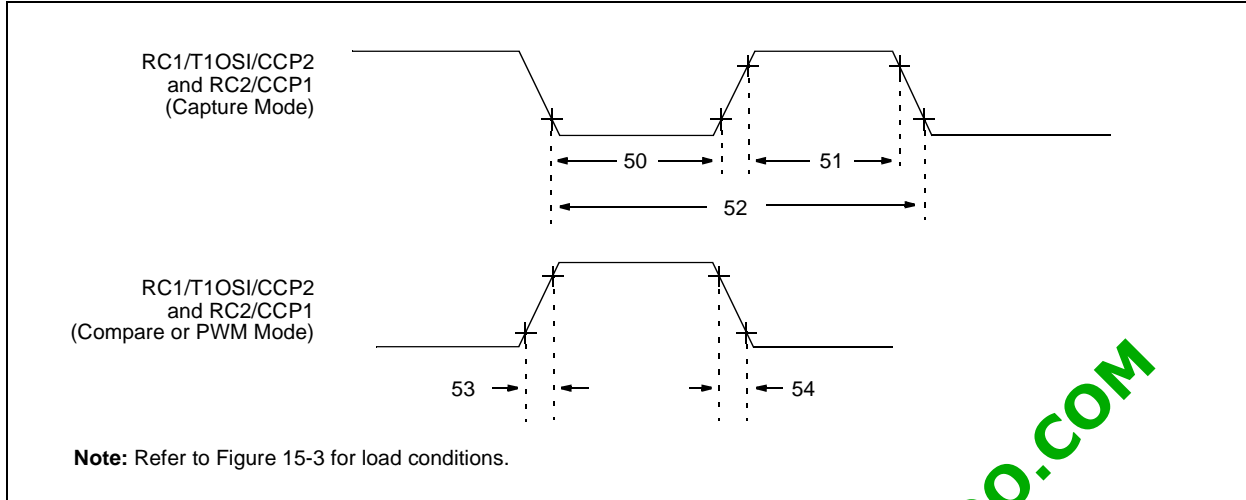 RC1/T1OSI/CCP2
and RC2/CCP1
(Capture Mode)
50
51
52
RC1/T1OSI/CCP2
and RC2/CCP1
(Compare or PWM Mode)
53
54
Note: Refer to Figure 15-3 for load conditions.
O.COM